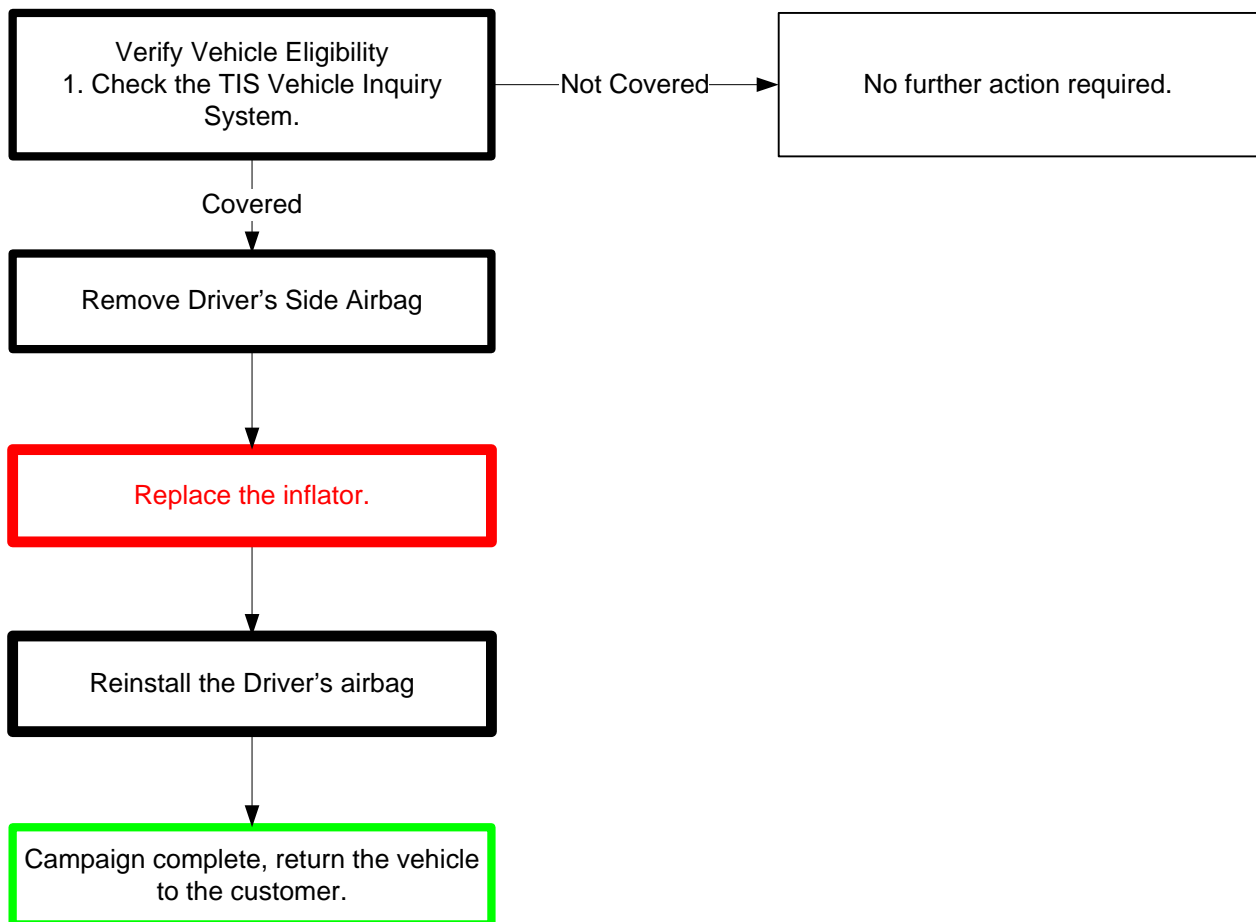 Verify Vehicle Eligibility
1. Check the TIS Vehicle Inquiry
System.
Not Covered
No further action required.
Covered
Remove Driver’s Side Airbag
Replace the inflator.
Reinstall the Driver’s airbag
Campaign complete, return the vehicle
to the customer.